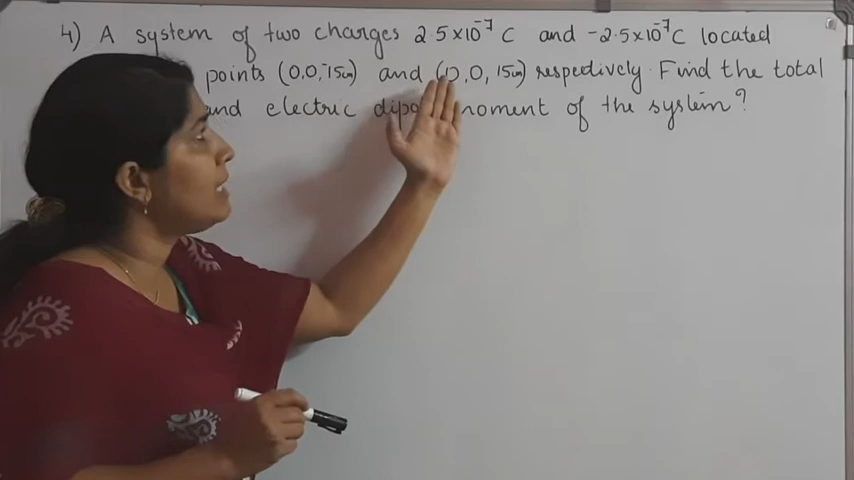 4) A system of two charges 2.5×10⁻⁷ C and -2.5×10⁻⁷C located
points (0,0,-15cm) and (0,0,15cm) respectively. Find the total
and electric moment of the system?